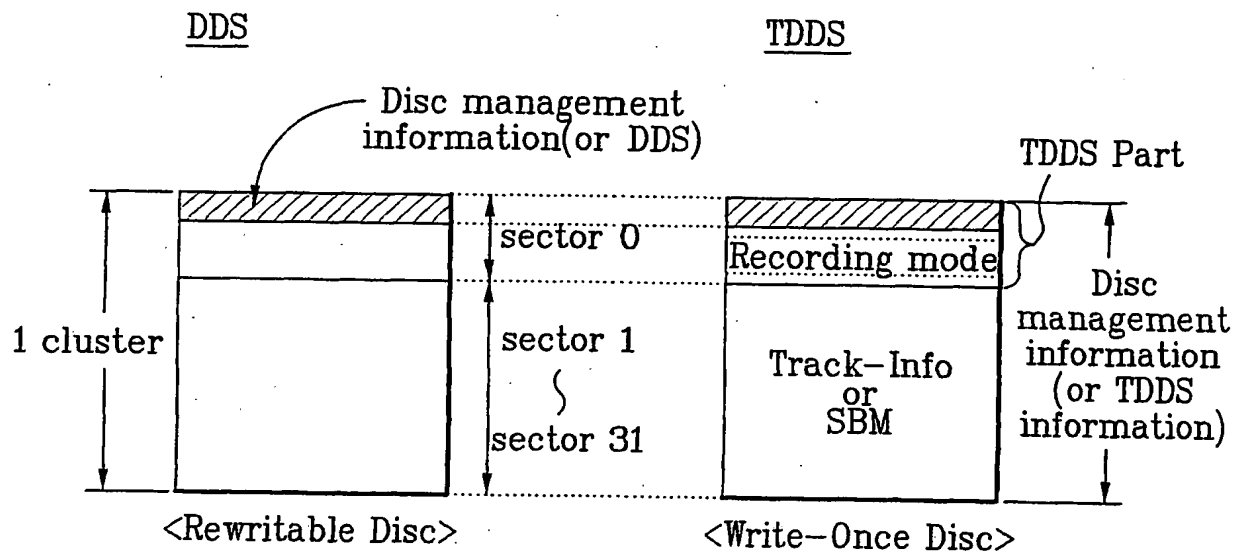 DDS
TDDS
Disc management
information(or DDS)
TDDS Part
sector 0
Recording mode
1 cluster
sector 1
sector 31
Track-Info
or
SBM
Disc
management
information
(or TDDS
information)
<Rewritable Disc>
<Write-Once Disc>